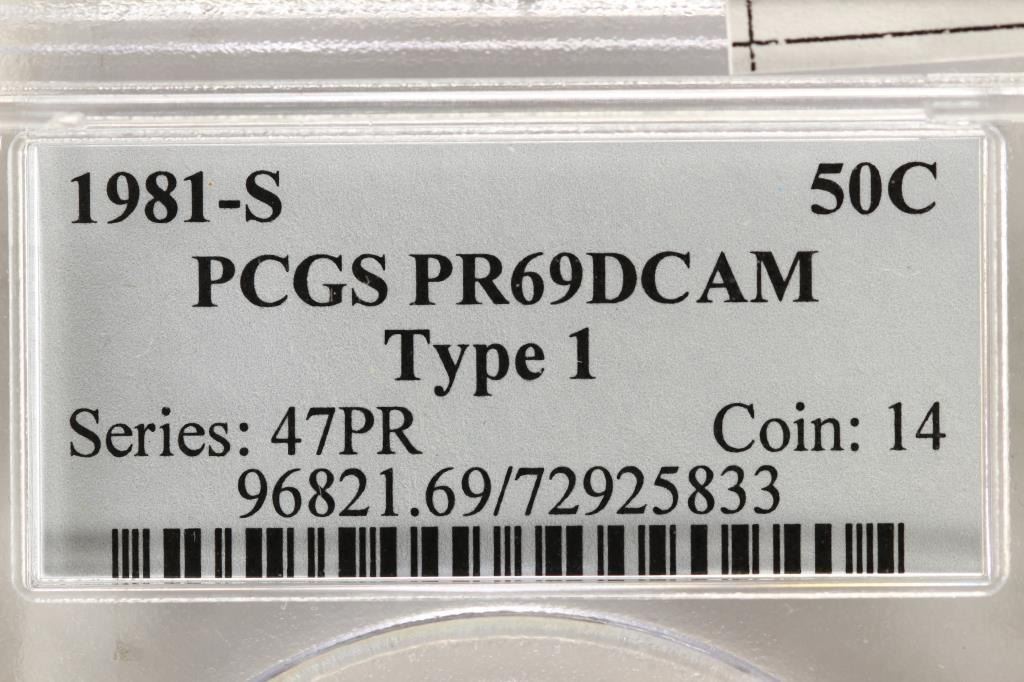 1981-S 50C
PCGS PR69DCAM
Type 1
Series: 47PR Coin: 14
96821.69/72925833